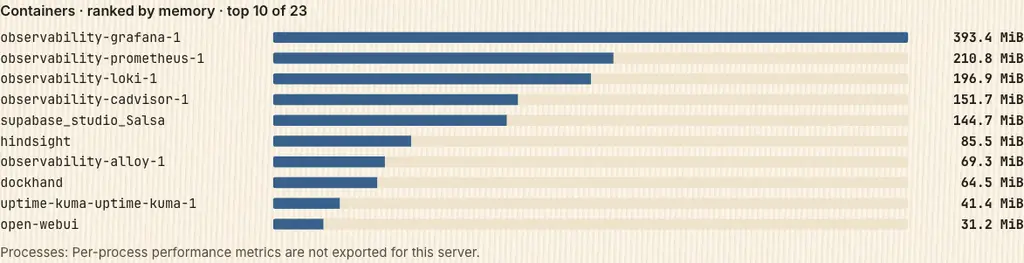 Containers · ranked by memory · top 10 of 23
observability-grafana-1 393.4 MiB
observability-prometheus-1 210.8 MiB
observability-loki-1 196.9 MiB
observability-cadvisor-1 151.7 MiB
supabase_studio_Salsa 144.7 MiB
hindsight 85.5 MiB
observability-alloy-1 69.3 MiB
dockhand 64.5 MiB
uptime-kuma-uptime-kuma-1 41.4 MiB
open-webui 31.2 MiB
Processes: Per-process performance metrics are not exported for this server.